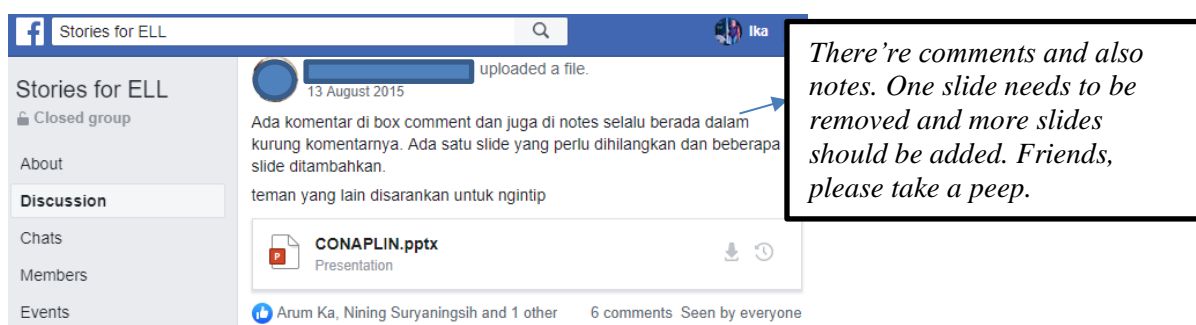 f Stories for ELL Ika
Stories for ELL
Closed group
About
Discussion
Chats
Members
Events
uploaded a file.
13 August 2015
Ada komentar di box comment dan juga di notes selalu berada dalam
kurung komentarnya. Ada satu slide yang perlu dihilangkan dan beberapa
slide ditambahkan.
teman yang lain disarankan untuk ngintip
P
CONAPLIN.pptx
Presentation
Arum Ka, Nining Suryaningsih and 1 other 6 comments Seen by everyone
There’re comments and also
notes. One slide needs to be
removed and more slides
should be added. Friends,
please take a peep.